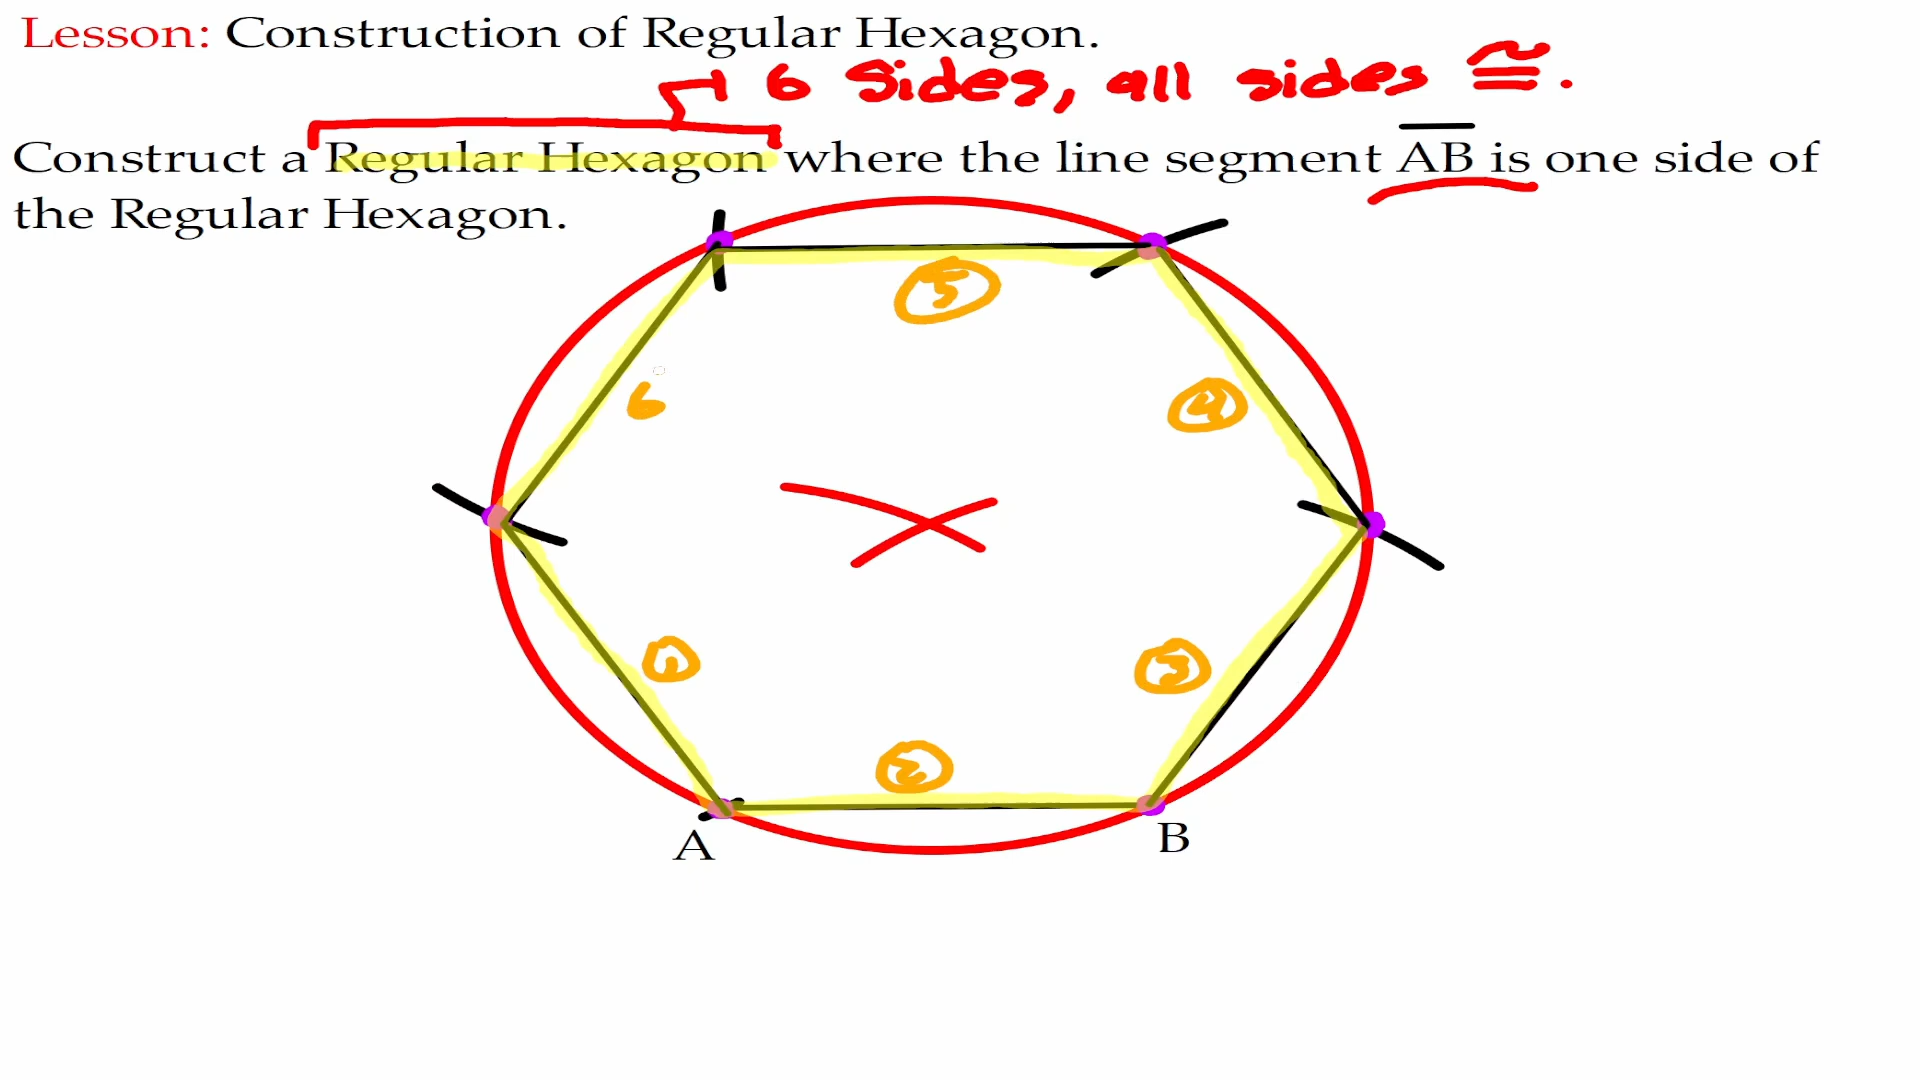 Lesson: Construction of Regular Hexagon.
6 sides, all sides ≅.
Construct a Regular Hexagon where the line segment A̅B̅ is one side of
the Regular Hexagon.
5
6
4
1
3
2
A
B